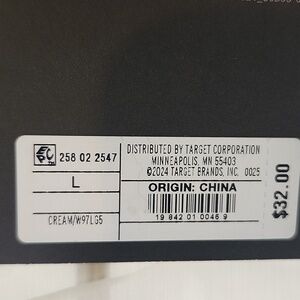 258 02 2547
L
CREAM/W97LG5
DISTRIBUTED BY TARGET CORPORATION
MINNEAPOLIS, MN 55403
©2024 TARGET BRANDS, INC. 0025
ORIGIN: CHINA
19 842 01 0046 9
$32.00